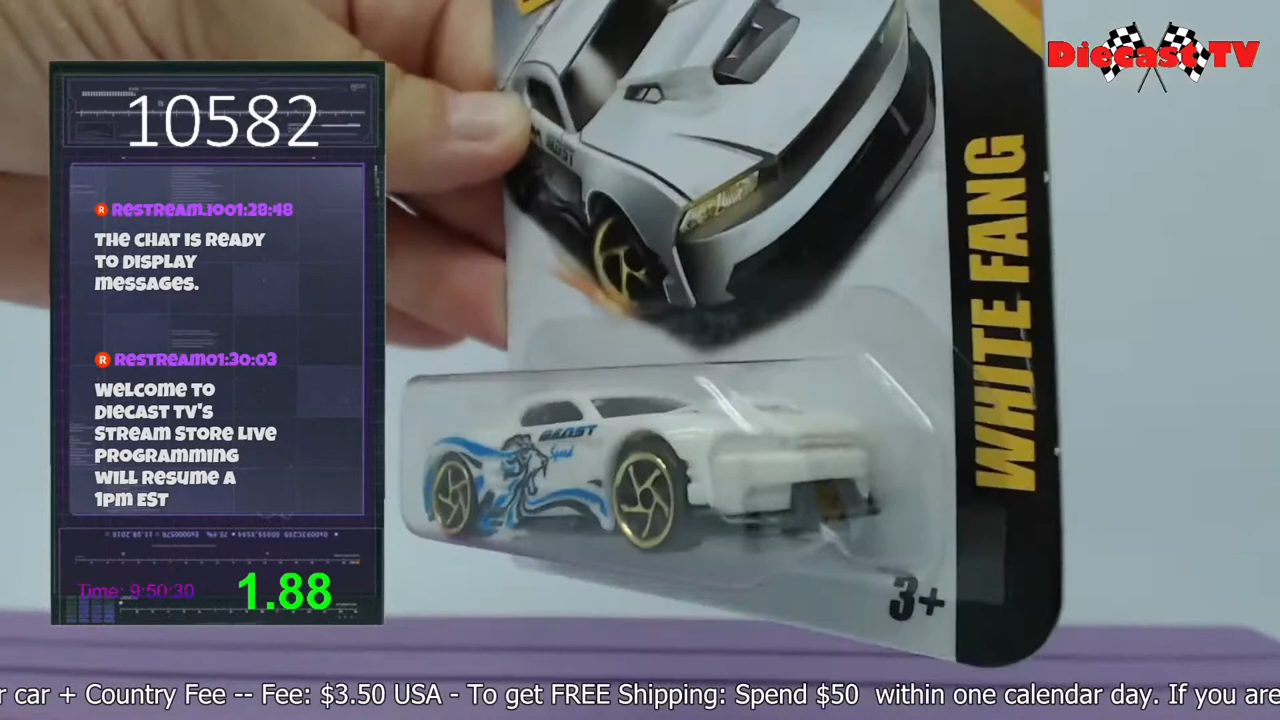 Diecast TV
10582
Restream.io01:28:48
THE CHAT IS READY
TO DISPLAY
MESSAGES.
Restream01:30:03
WELCOME TO
DIECAST TV'S
STREAM STORE LIVE
PROGRAMMING
WILL RESUME A
1PM EST
Time: 9:50:30
1.88
WHITE FANG
BEAST
Speed
3+
r car + Country Fee -- Fee: $3.50 USA - To get FREE Shipping: Spend $50 within one calendar day. If you are